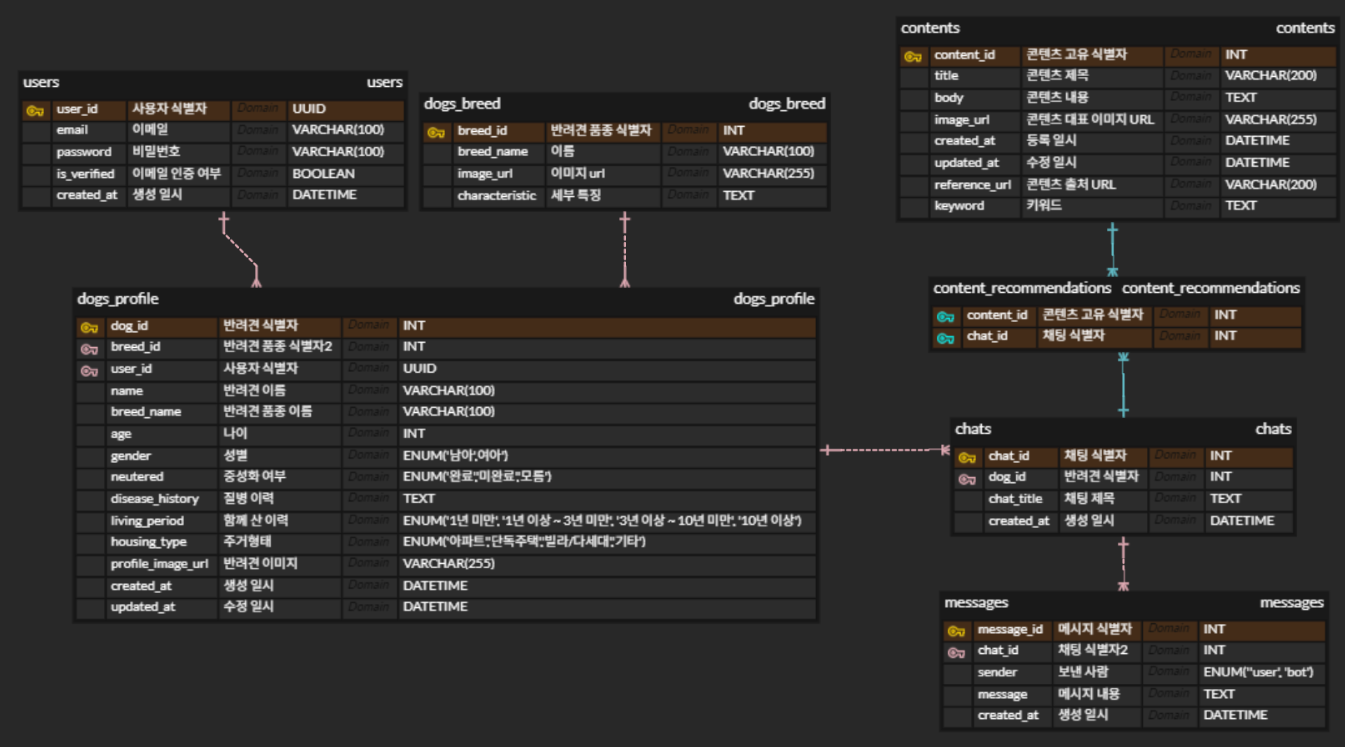 users users
user_id 사용자 식별자 Domain UUID
email 이메일 Domain VARCHAR(100)
password 비밀번호 Domain VARCHAR(100)
is_verified 이메일 인증 여부 Domain BOOLEAN
created_at 생성 일시 Domain DATETIME
dogs_breed dogs_breed
breed_id 반려견 품종 식별자 Domain INT
breed_name 이름 Domain VARCHAR(100)
image_url 이미지 url Domain VARCHAR(255)
characteristic 세부 특징 Domain TEXT
contents contents
content_id 콘텐츠 고유 식별자 Domain INT
title 콘텐츠 제목 Domain VARCHAR(200)
body 콘텐츠 내용 Domain TEXT
image_url 콘텐츠 대표 이미지 URL Domain VARCHAR(255)
created_at 등록 일시 Domain DATETIME
updated_at 수정 일시 Domain DATETIME
reference_url 콘텐츠 출처 URL Domain VARCHAR(200)
keyword 키워드 Domain TEXT
dogs_profile dogs_profile
dog_id 반려견 식별자 Domain INT
breed_id 반려견 품종 식별자2 Domain INT
user_id 사용자 식별자 Domain UUID
name 반려견 이름 Domain VARCHAR(100)
breed_name 반려견 품종 이름 Domain VARCHAR(100)
age 나이 Domain INT
gender 성별 Domain ENUM('남아','여아')
neutered 중성화 여부 Domain ENUM('완료''미완료''모름')
disease_history 질병 이력 Domain TEXT
living_period 함께 산 이력 Domain ENUM('1년 미만', '1년 이상 ~ 3년 미만', '3년 이상 ~ 10년 미만', '10년 이상')
housing_type 주거형태 Domain ENUM('아파트''단독주택''빌라/다세대''기타')
profile_image_url 반려견 이미지 Domain VARCHAR(255)
created_at 생성 일시 Domain DATETIME
updated_at 수정 일시 Domain DATETIME
content_recommendations content_recommendations
content_id 콘텐츠 고유 식별자 Domain INT
chat_id 채팅 식별자 Domain INT
chats chats
chat_id 채팅 식별자 Domain INT
dog_id 반려견 식별자 Domain INT
chat_title 채팅 제목 Domain TEXT
created_at 생성 일시 Domain DATETIME
messages messages
message_id 메시지 식별자 Domain INT
chat_id 채팅 식별자2 Domain INT
sender 보낸 사람 Domain ENUM("user', 'bot')
message 메시지 내용 Domain TEXT
created_at 생성 일시 Domain DATETIME